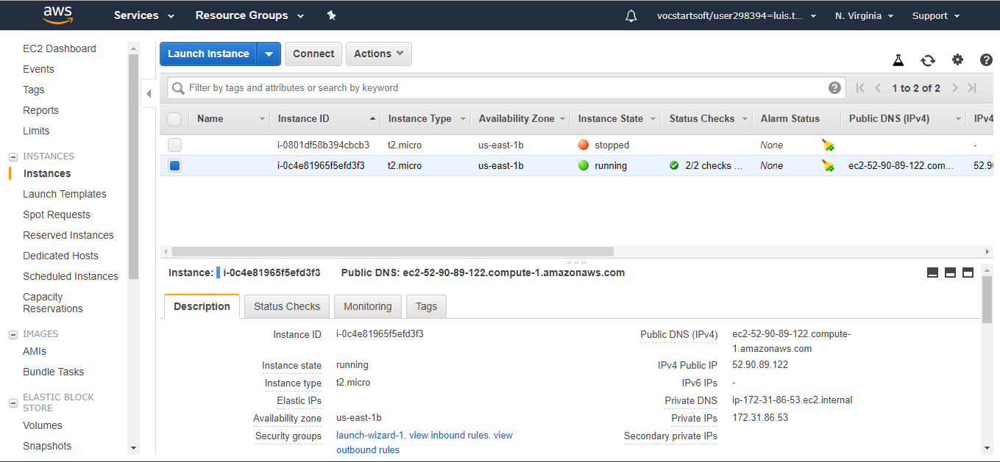 aws Services Resource Groups vocstartsoft/user298394=luis.t... N. Virginia Support
EC2 Dashboard
Events
Tags
Reports
Limits
INSTANCES
Instances
Launch Templates
Spot Requests
Reserved Instances
Dedicated Hosts
Scheduled Instances
Capacity
Reservations
IMAGES
AMIs
Bundle Tasks
ELASTIC BLOCK
STORE
Volumes
Snapshots
Launch Instance Connect Actions
Filter by tags and attributes or search by keyword 1 to 2 of 2
Name Instance ID Instance Type Availability Zone Instance State Status Checks Alarm Status Public DNS (IPv4) IPv4
i-0801df58b394cbcb3 t2.micro us-east-1b stopped None -
i-0c4e81965f5efd3f3 t2.micro us-east-1b running 2/2 checks ... None ec2-52-90-89-122.com... 52.90
Instance: i-0c4e81965f5efd3f3 Public DNS: ec2-52-90-89-122.compute-1.amazonaws.com
Description Status Checks Monitoring Tags
Instance ID i-0c4e81965f5efd3f3
Instance state running
Instance type t2.micro
Elastic IPs
Availability zone us-east-1b
Security groups launch-wizard-1. view inbound rules. view
outbound rules
Public DNS (IPv4) ec2-52-90-89-122.compute-
1.amazonaws.com
IPv4 Public IP 52.90.89.122
IPv6 IPs -
Private DNS ip-172-31-86-53.ec2.internal
Private IPs 172.31.86.53
Secondary private IPs